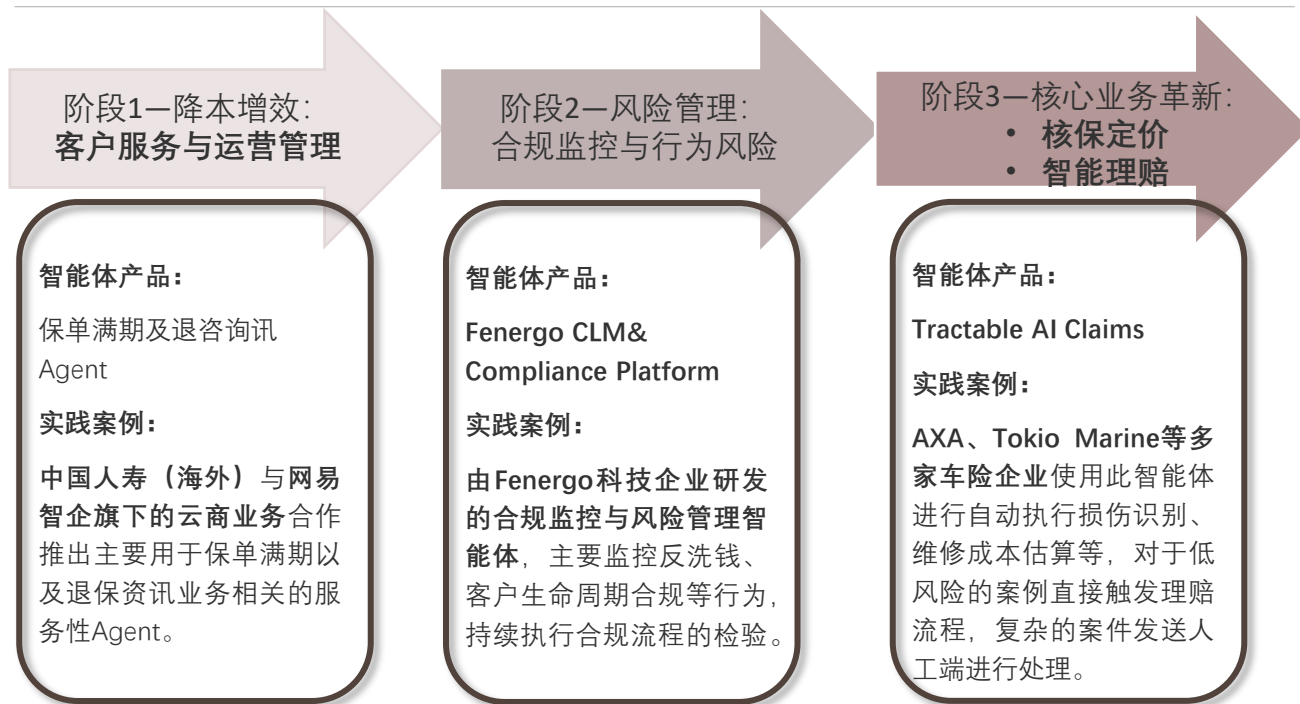 阶段1—降本增效：
客户服务与运营管理
智能体产品：
保单满期及退咨询讯
Agent
实践案例：
中国人寿（海外）与网易
智企旗下的云商业务合作
推出主要用于保单满期以
及退保资讯业务相关的服
务性Agent。
阶段2—风险管理：
合规监控与行为风险
智能体产品：
Fenergo CLM&
Compliance Platform
实践案例：
由Fenergo科技企业研发
的合规监控与风险管理智
能体，主要监控反洗钱、
客户生命周期合规等行为，
持续执行合规流程的检验。
阶段3—核心业务革新：
• 核保定价
• 智能理赔
智能体产品：
Tractable AI Claims
实践案例：
AXA、Tokio Marine等多
家车险企业使用此智能体
进行自动执行损伤识别、
维修成本估算等，对于低
风险的案例直接触发理赔
流程，复杂的案件发送人
工端进行处理。